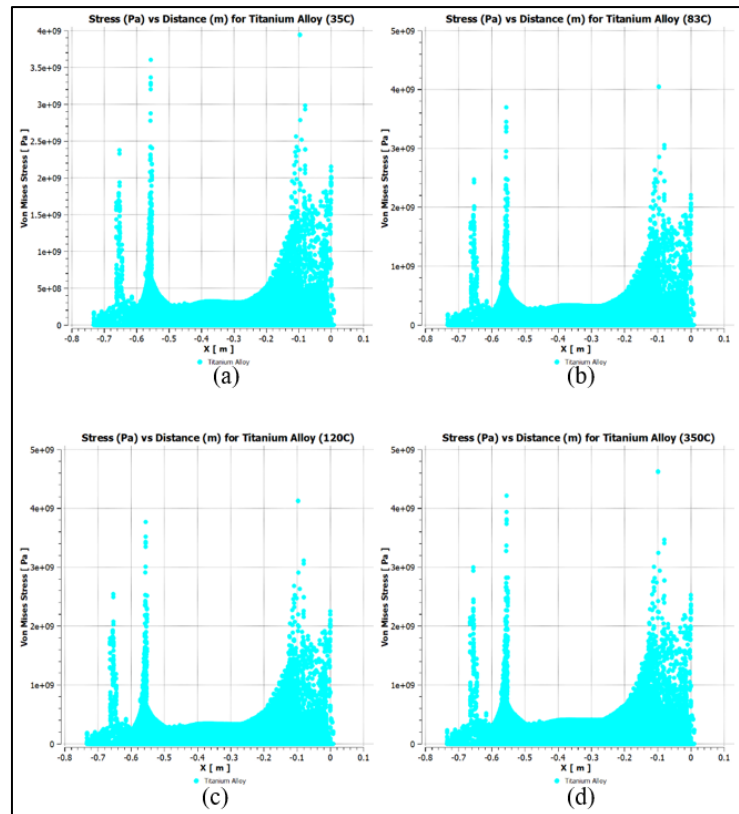 Stress (Pa) vs Distance (m) for Titanium Alloy (35C)
4e+09
3.5e+09
3e+09
2.5e+09
2e+09
1.5e+09
1e+09
5e+08
0
Von Mises Stress [ Pa ]
-0.8 -0.7 -0.6 -0.5 -0.4 -0.3 -0.2 -0.1 0 0.1
X [ m ]
Titanium Alloy
(a)
Stress (Pa) vs Distance (m) for Titanium Alloy (83C)
5e+09
4e+09
3e+09
2e+09
1e+09
0
Von Mises Stress [ Pa ]
-0.8 -0.7 -0.6 -0.5 -0.4 -0.3 -0.2 -0.1 0 0.1
X [ m ]
Titanium Alloy
(b)
Stress (Pa) vs Distance (m) for Titanium Alloy (120C)
5e+09
4e+09
3e+09
2e+09
1e+09
0
Von Mises Stress [ Pa ]
-0.8 -0.7 -0.6 -0.5 -0.4 -0.3 -0.2 -0.1 0 0.1
X [ m ]
Titanium Alloy
(c)
Stress (Pa) vs Distance (m) for Titanium Alloy (350C)
5e+09
4e+09
3e+09
2e+09
1e+09
0
Von Mises Stress [ Pa ]
-0.8 -0.7 -0.6 -0.5 -0.4 -0.3 -0.2 -0.1 0 0.1
X [ m ]
Titanium Alloy
(d)